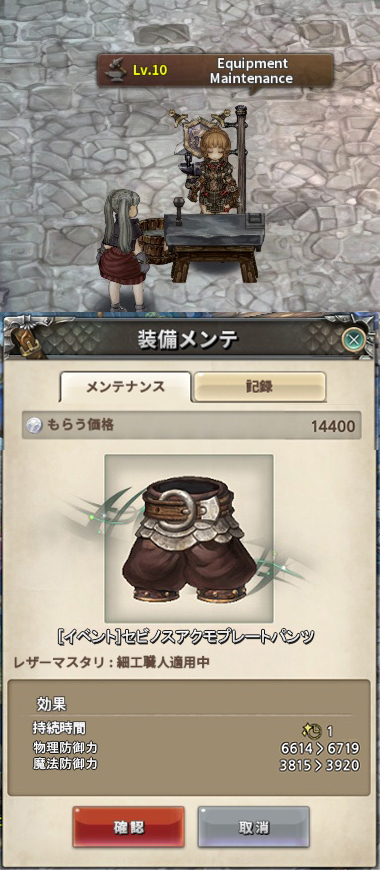 Lv.10
Equipment
Maintenance
装備メンテ
メンテナンス
記録
もらう価格 14400
[イベント]セビノスアクモプレートパンツ
レザーマスタリ : 細工職人適用中
効果
持続時間 1
物理防御力 6614 > 6719
魔法防御力 3815 > 3920
確認
取消